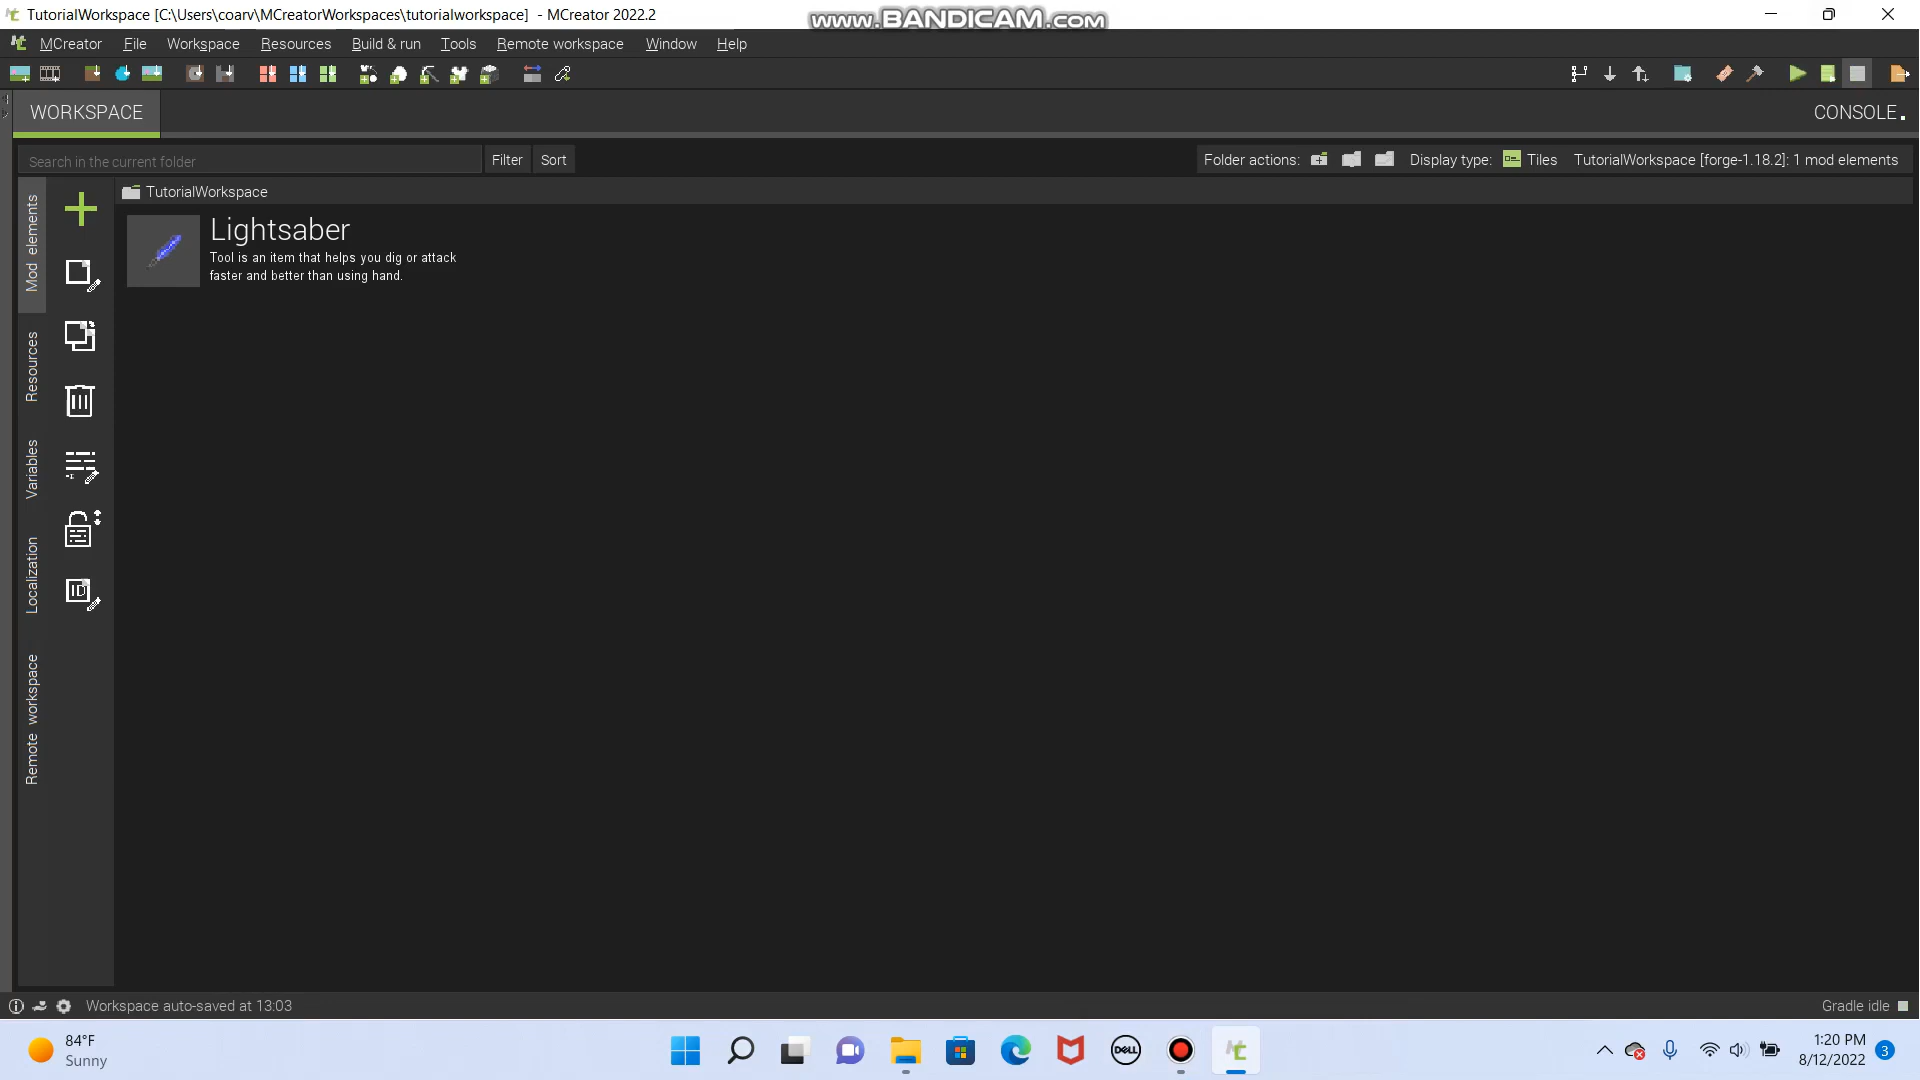 TutorialWorkspace [C:\Users\coarv\MCreatorWorkspaces\tutorialworkspace] - MCreator 2022.2
www.BANDICAM.com
MCreator File Workspace Resources Build & run Tools Remote workspace Window Help
WORKSPACE
CONSOLE
Search in the current folder
Filter
Sort
Folder actions:
Display type:
Tiles
TutorialWorkspace [forge-1.18.2]: 1 mod elements
TutorialWorkspace
Mod elements
Resources
Variables
Localization
Remote workspace
Lightsaber
Tool is an item that helps you dig or attack
faster and better than using hand.
ID
Workspace auto-saved at 13:03
Gradle idle
84°F
Sunny
DELL
1:20 PM
8/12/2022
3